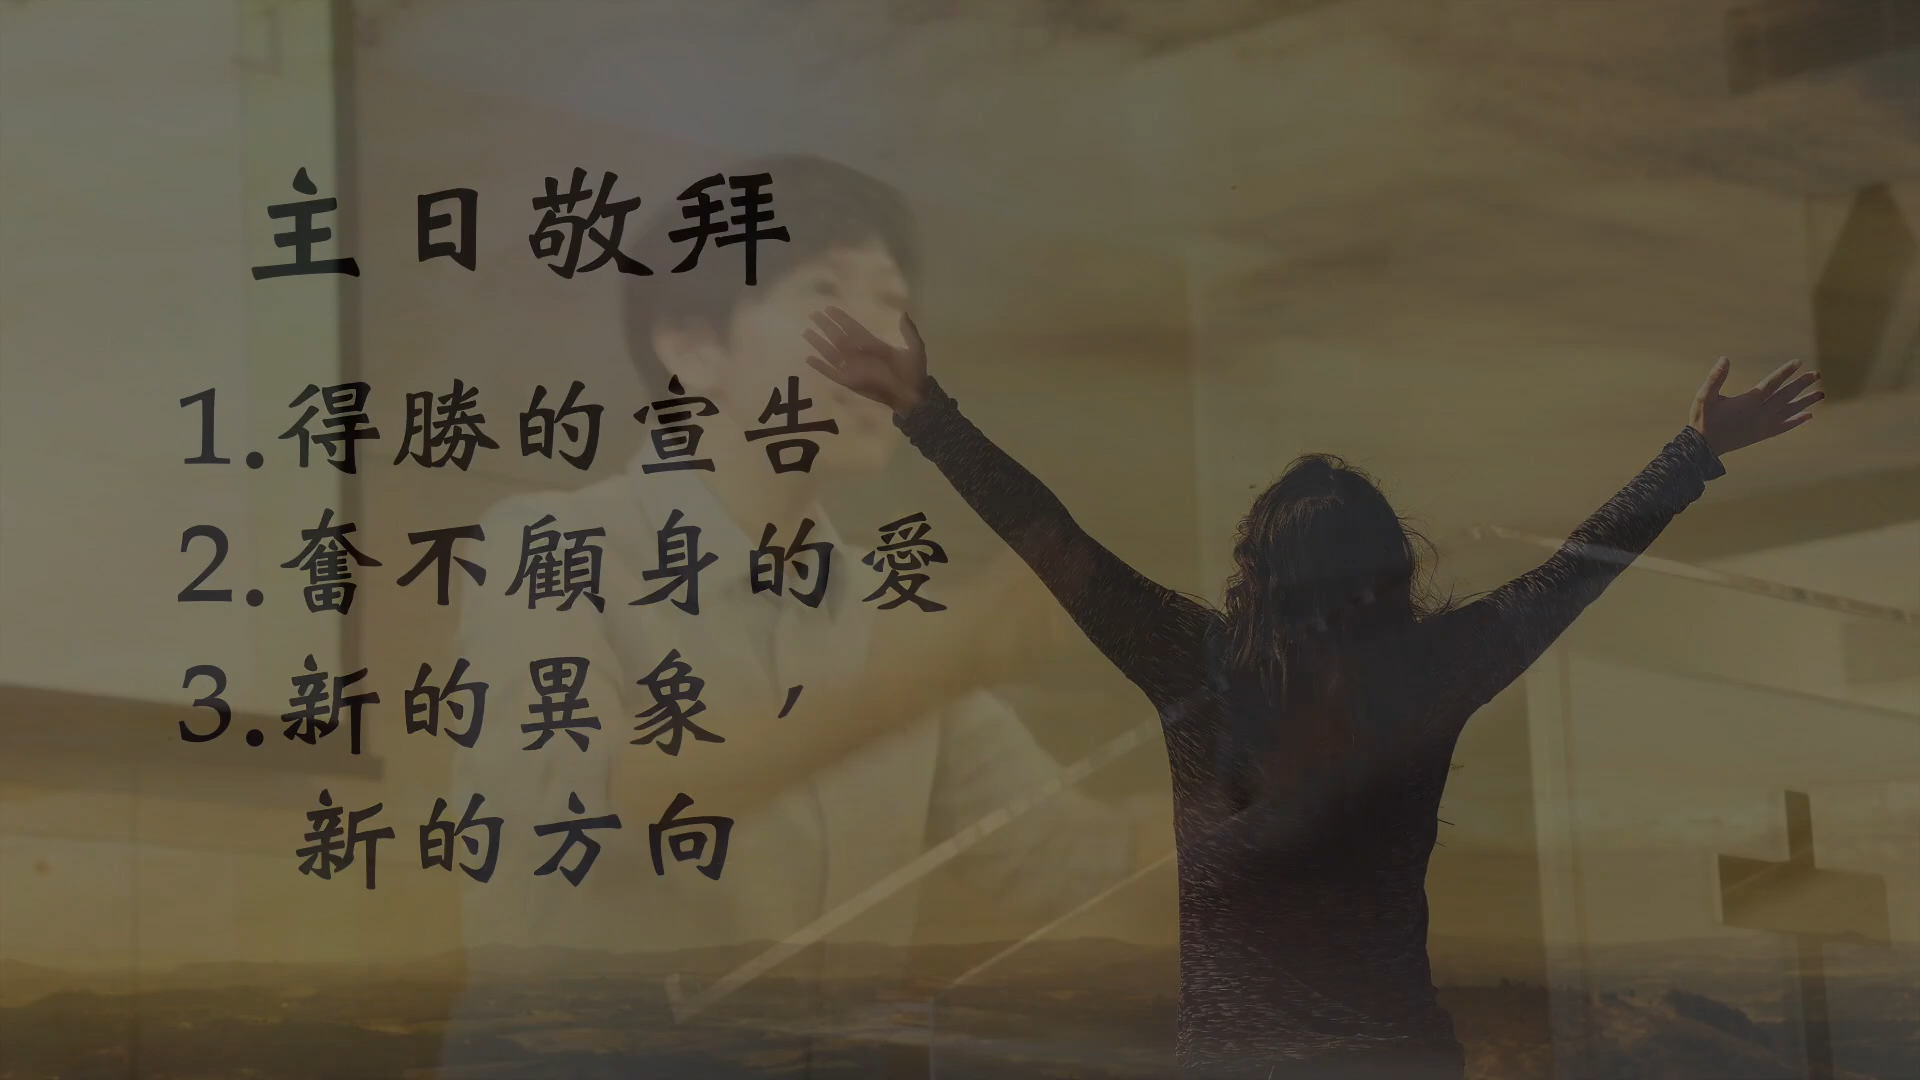 主日敬拜
1.得勝的宣告
2.奮不顧身的愛
3.新的異象，
新的方向